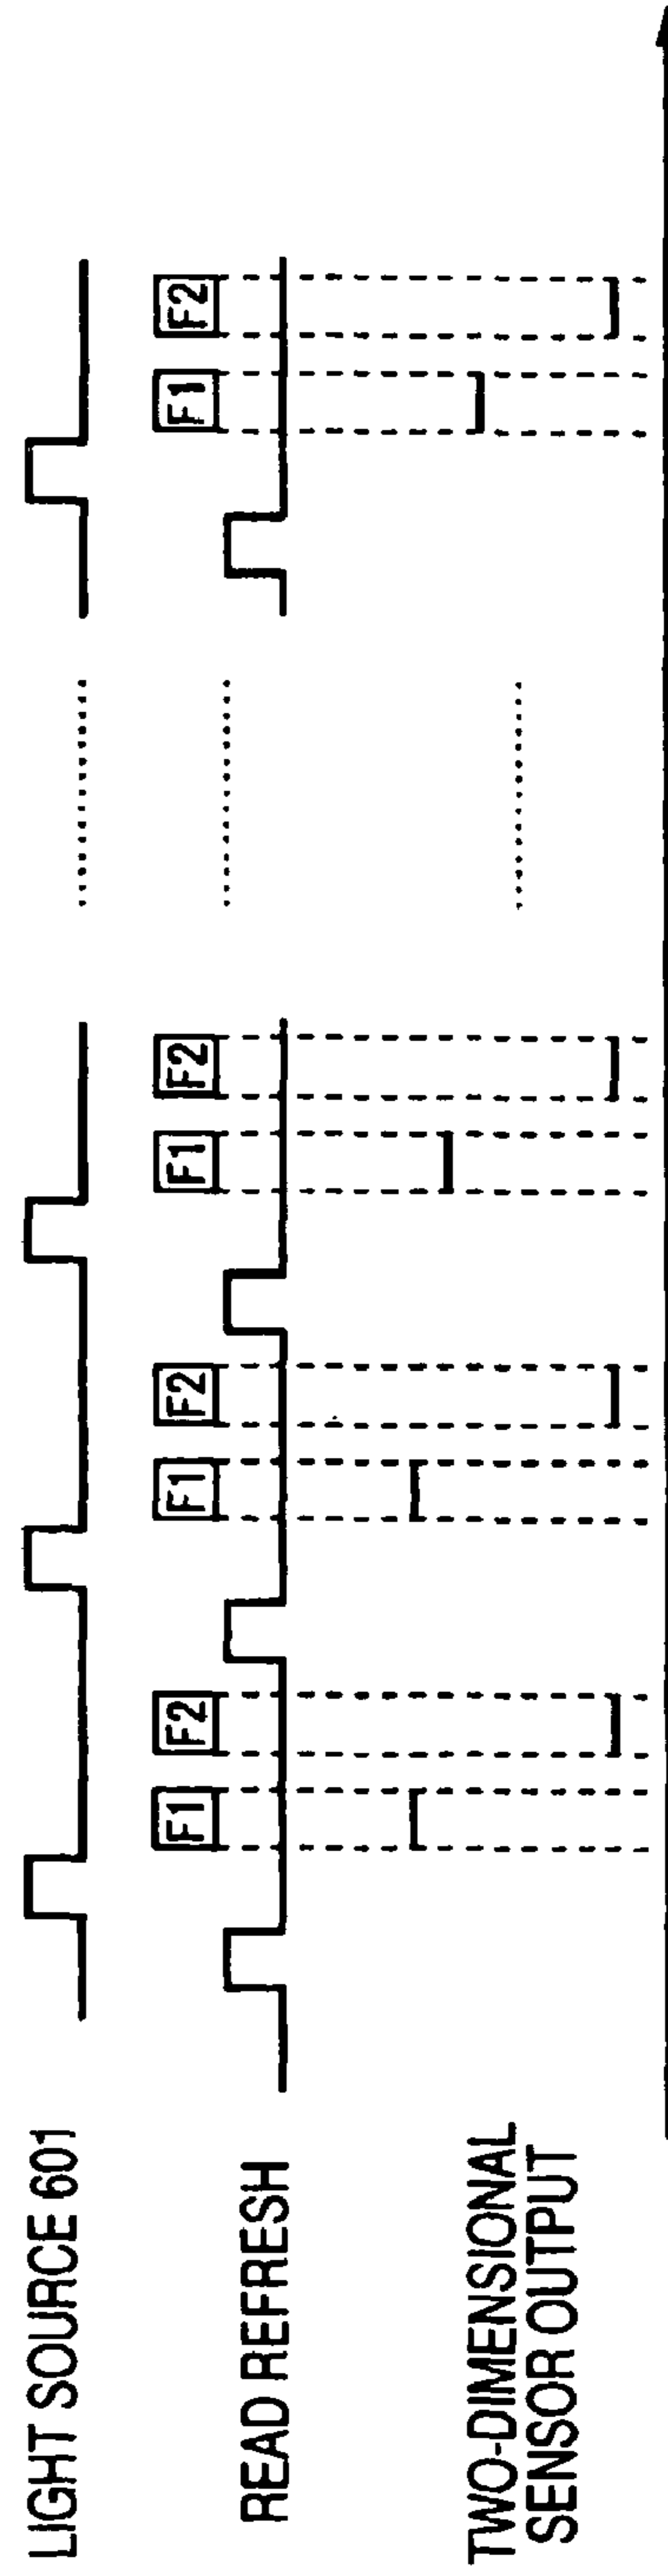 LIGHT SOURCE 601
F1 F2 F1 F2 F1 F2 F1 F2
READ REFRESH
TWO-DIMENSIONAL
SENSOR OUTPUT